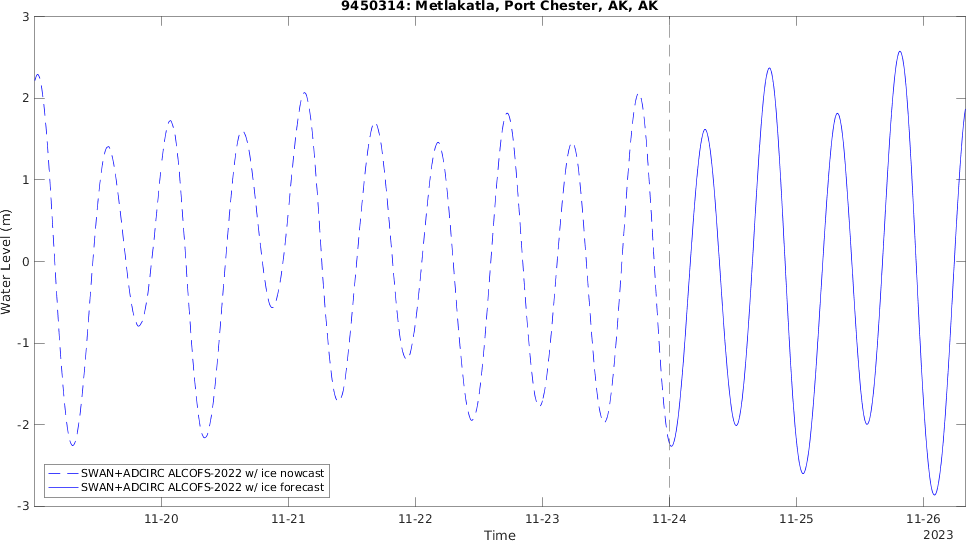 9450314: Metlakatla, Port Chester, AK, AK
3
2
1
0
-1
-2
-3
Water Level (m)
SWAN+ADCIRC ALCOFS-2022 w/ ice nowcast
SWAN+ADCIRC ALCOFS-2022 w/ ice forecast
11-20 11-21 11-22 11-23 11-24 11-25 11-26
Time
2023